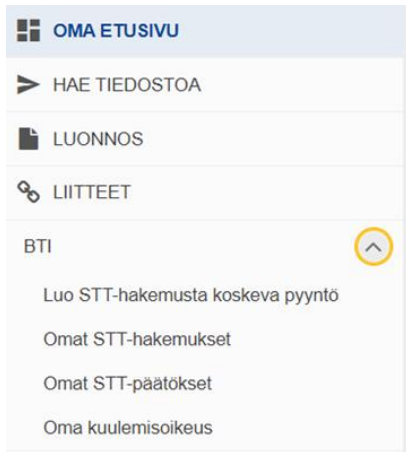 OMA ETUSIVU
HAE TIEDOSTOA
LUONNOS
LIITTEET
BTI
Luo STT-hakemusta koskeva pyyntö
Omat STT-hakemukset
Omat STT-päätökset
Oma kuulemisoikeus